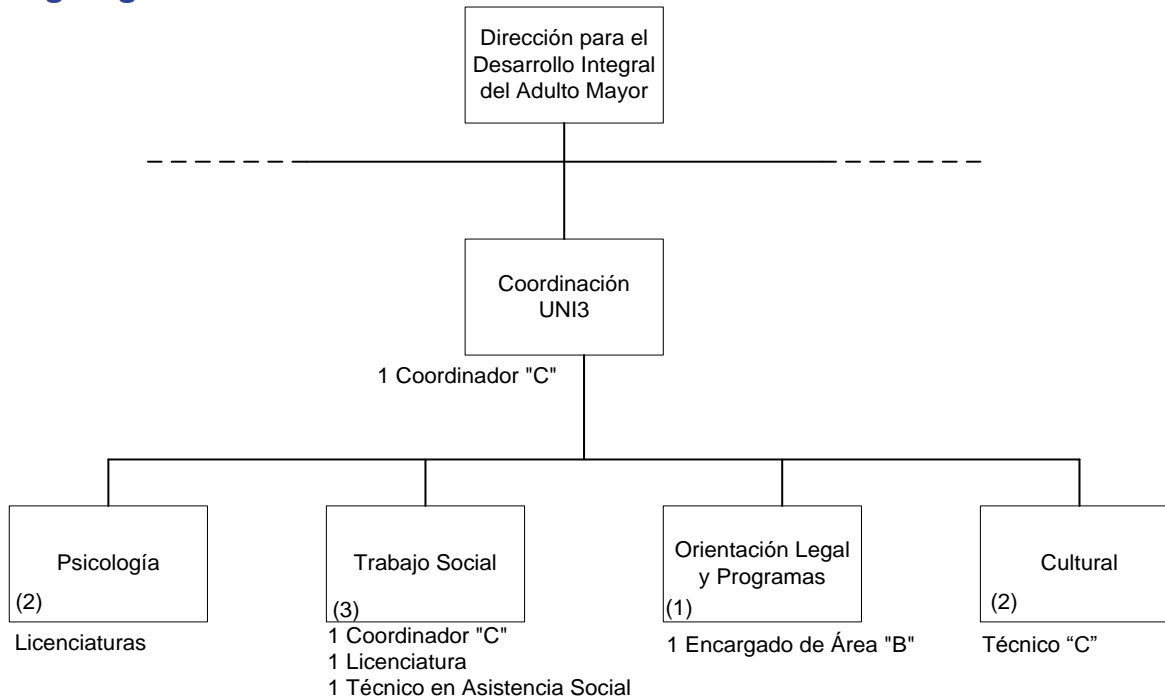 Dirección para el
Desarrollo Integral
del Adulto Mayor
Coordinación
UNI3
1 Coordinador "C"
Psicología
(2)
Licenciaturas
Trabajo Social
(3)
1 Coordinador "C"
1 Licenciatura
1 Técnico en Asistencia Social
Orientación Legal
y Programas
(1)
1 Encargado de Área "B"
Cultural
(2)
Técnico “C”